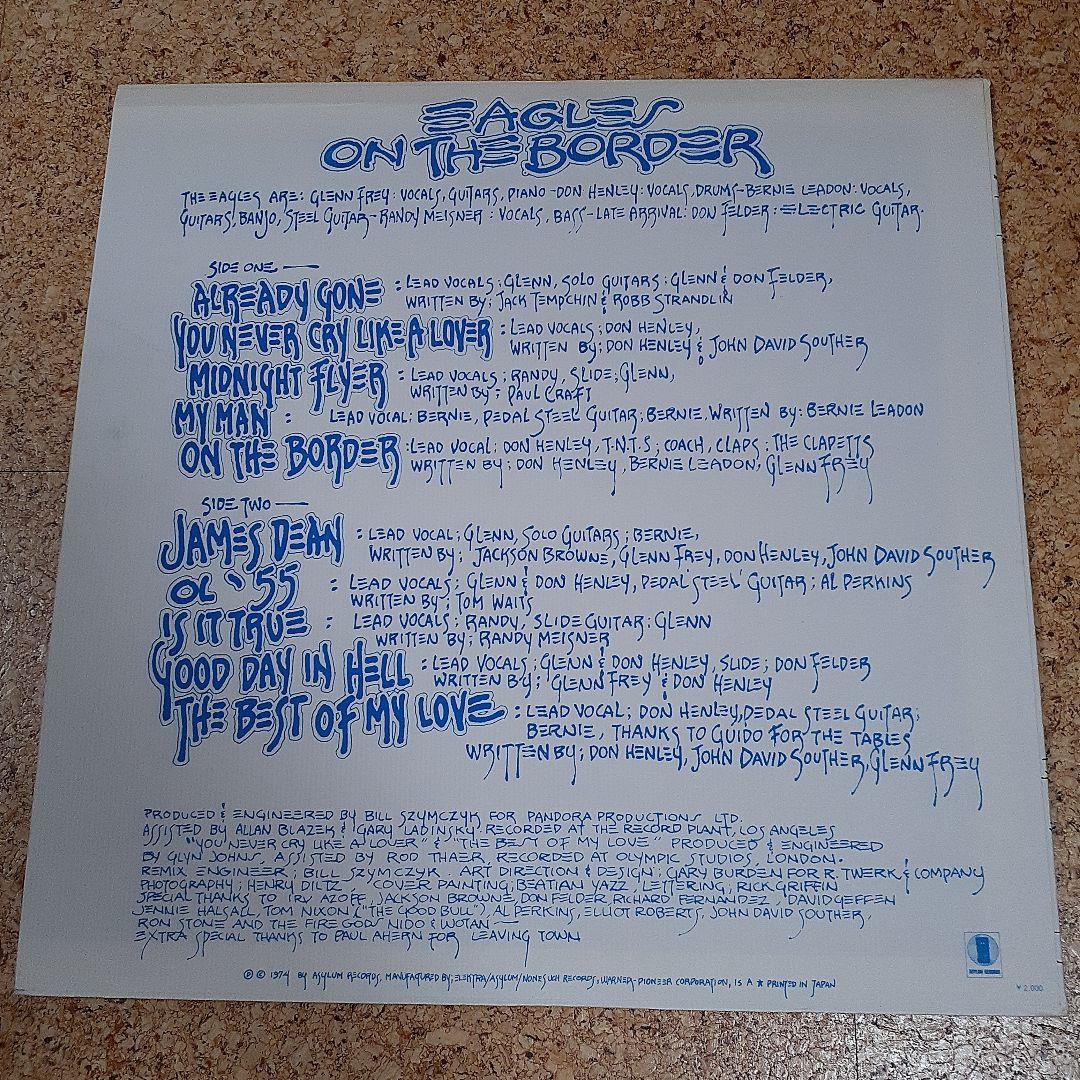 EAGLES
ON THE BORDER
THE EAGLES ARE: GLENN FREY: VOCALS, GUITARS, PIANO - DON HENLEY: VOCALS, DRUMS - BERNIE LEADON: VOCALS,
GUITARS, BANJO, STEEL GUITAR - RANDY MEISNER: VOCALS, BASS - LATE ARRIVAL: DON FELDER: ELECTRIC GUITAR.
SIDE ONE —
ALREADY GONE : LEAD VOCALS; GLENN, SOLO GUITARS; GLENN & DON FELDER,
WRITTEN BY; JACK TEMPCHIN & ROBB STRANDLIN
YOU NEVER CRY LIKE A LOVER : LEAD VOCALS; DON HENLEY,
WRITTEN BY; DON HENLEY & JOHN DAVID SOUTHER
MIDNIGHT FLYER : LEAD VOCALS; RANDY, SLIDE; GLENN,
WRITTEN BY; PAUL CRAFT
MY MAN : LEAD VOCAL; BERNIE, PEDAL STEEL GUITAR; BERNIE, WRITTEN BY: BERNIE LEADON
ON THE BORDER : LEAD VOCAL; DON HENLEY, T.N.T.S; COACH, CLAPS; THE CLAPETTS
WRITTEN BY; DON HENLEY, BERNIE LEADON, GLENN FREY
SIDE TWO —
JAMES DEAN : LEAD VOCAL; GLENN, SOLO GUITARS; BERNIE,
WRITTEN BY; JACKSON BROWNE, GLENN FREY, DON HENLEY, JOHN DAVID SOUTHER
OL '55 : LEAD VOCALS; GLENN & DON HENLEY, PEDAL STEEL GUITAR; AL PERKINS
WRITTEN BY; TOM WAITS
IS IT TRUE : LEAD VOCALS; RANDY, SLIDE GUITAR; GLENN
WRITTEN BY; RANDY MEISNER
GOOD DAY IN HELL : LEAD VOCALS; GLENN & DON HENLEY, SLIDE; DON FELDER
WRITTEN BY; GLENN FREY & DON HENLEY
THE BEST OF MY LOVE : LEAD VOCAL; DON HENLEY, PEDAL STEEL GUITAR;
BERNIE, THANKS TO GUIDO FOR THE TABLES
WRITTEN BY; DON HENLEY, JOHN DAVID SOUTHER, GLENN FREY
PRODUCED & ENGINEERED BY BILL SZYMCZYK FOR PANDORA PRODUCTIONS LTD.
ASSISTED BY ALLAN BLAZEK & GARY LADINSKY. RECORDED AT THE RECORD PLANT, LOS ANGELES
"YOU NEVER CRY LIKE A LOVER" & "THE BEST OF MY LOVE" PRODUCED & ENGINEERED
BY GLYN JOHNS, ASSISTED BY ROD THAER, RECORDED AT OLYMPIC STUDIOS, LONDON.
REMIX ENGINEER; BILL SZYMCZYK. ART DIRECTION & DESIGN; GARY BURDEN FOR R. TWERK & COMPANY
PHOTOGRAPHY; HENRY DILTZ, COVER PAINTING; BEATIAN YAZZ, LETTERING; RICK GRIFFIN
SPECIAL THANKS TO IRV AZOFF, JACKSON BROWNE, DON FELDER, RICHARD FERNANDEZ, DAVID GEFFEN
JENNIE HALSALL, TOM NIXON ("THE GOOD BULL"), AL PERKINS, ELLIOT ROBERTS, JOHN DAVID SOUTHER,
RON STONE AND THE FIRE GODS NIDO & WOTAN —
EXTRA SPECIAL THANKS TO PAUL AHERN FOR LEAVING TOWN
℗ © 1974 BY ASYLUM RECORDS, MANUFACTURED BY; ELEKTRA/ASYLUM/NONESUCH RECORDS, WARNER-PIONEER CORPORATION, IS A ★ PRINTED IN JAPAN
ASYLUM RECORDS
¥2,000